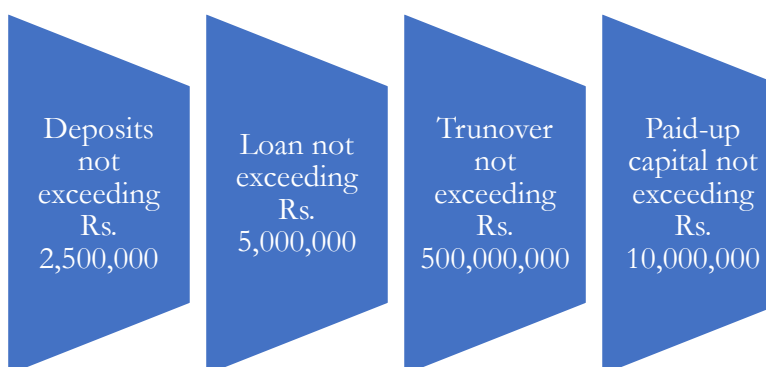 Deposits
not
exceeding
Rs.
2,500,000
Loan not
exceeding
Rs.
5,000,000
Trunover
not
exceeding
Rs.
500,000,000
Paid-up
capital not
exceeding
Rs.
10,000,000